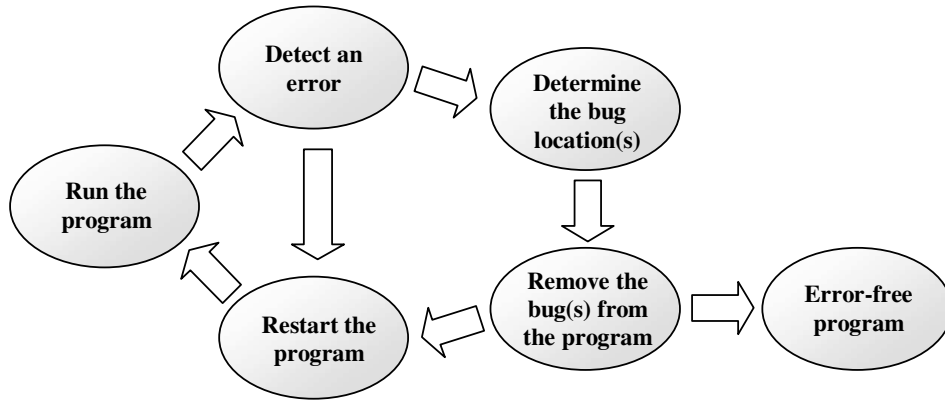 Detect an
error
Determine
the bug
location(s)
Run the
program
Restart the
program
Remove the
bug(s) from
the program
Error-free
program